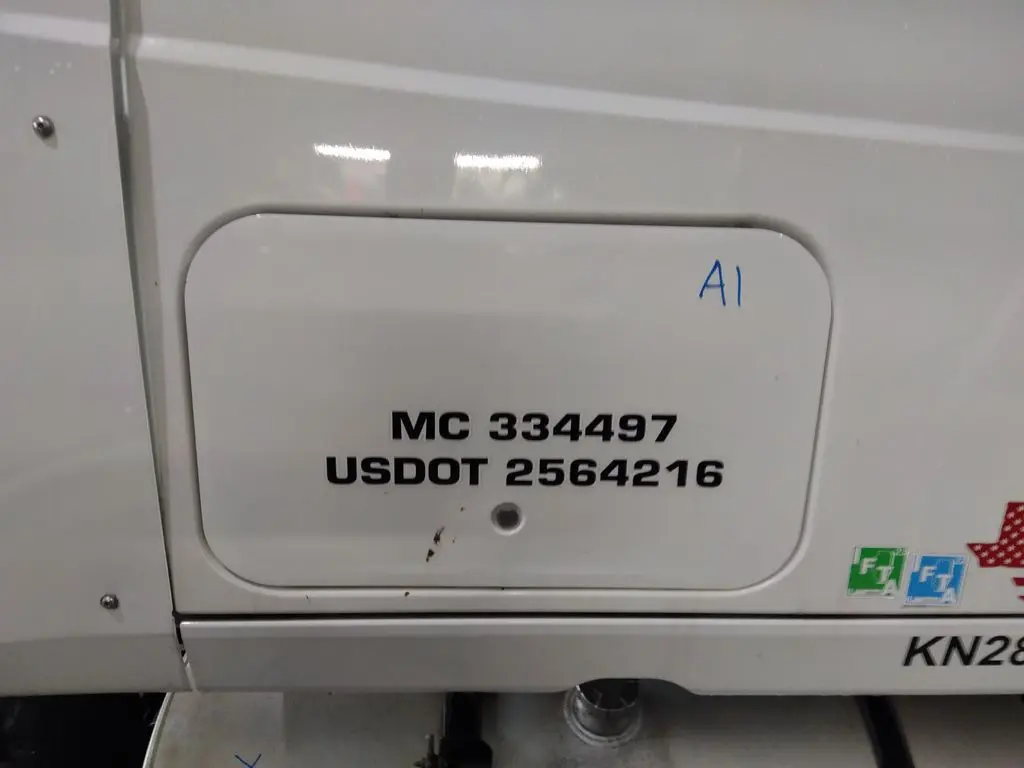 A1
MC 334497
USDOT 2564216
FTA
FTA
KN28